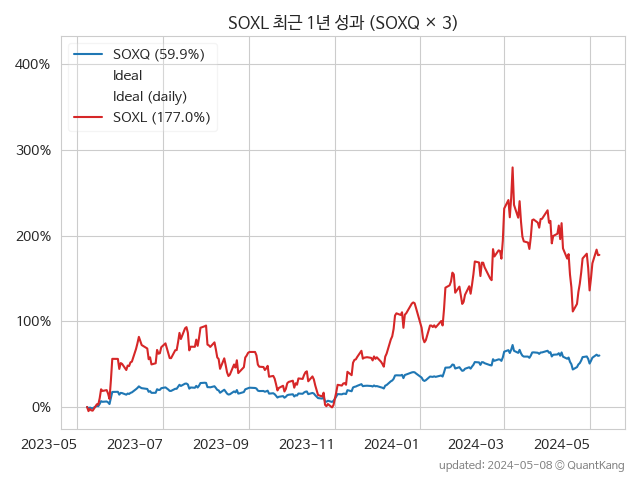 SOXL 최근 1년 성과 (SOXQ × 3)
SOXQ (59.9%)
Ideal
Ideal (daily)
SOXL (177.0%)
400%
300%
200%
100%
0%
2023-05 2023-07 2023-09 2023-11 2024-01 2024-03 2024-05
updated: 2024-05-08 © QuantKang